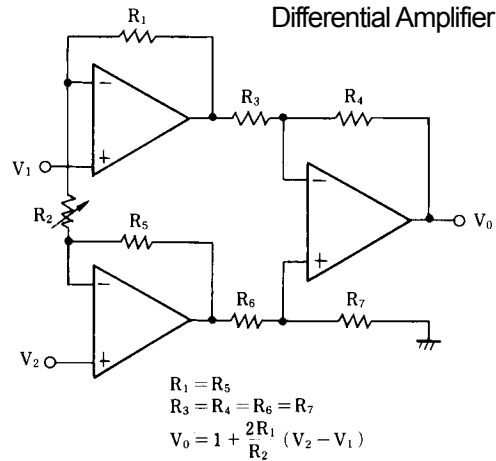 Differential Amplifier
R₁
−
+
V₁
R₃
R₄
−
+
V₀
R₂
R₅
−
+
V₂
R₆
R₇
R₁ = R₅
R₃ = R₄ = R₆ = R₇
V₀ = 1 + 2R₁/R₂ (V₂ − V₁)